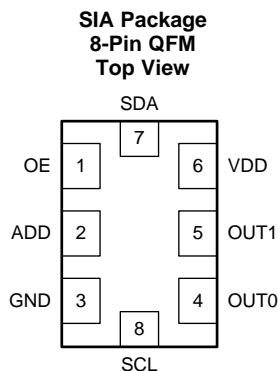 SIA Package
8-Pin QFM
Top View
SDA
7
OE 1 6 VDD
ADD 2 5 OUT1
GND 3 4 OUT0
8
SCL